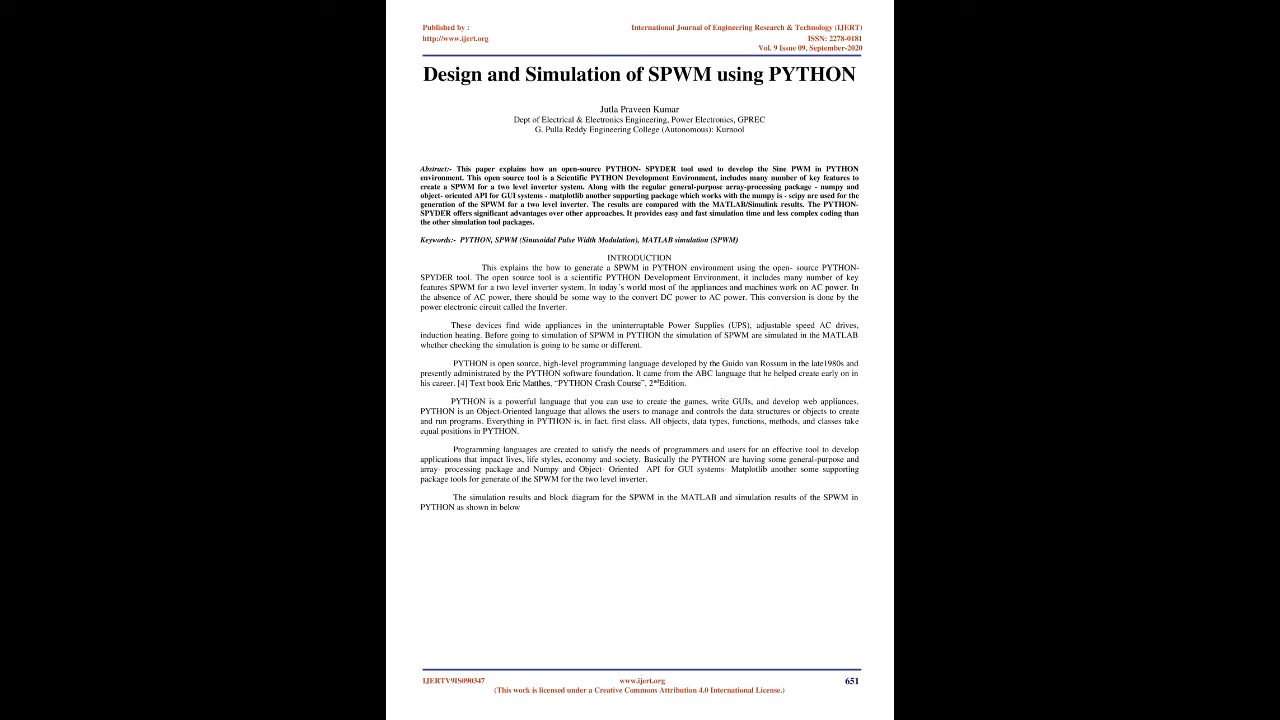 Published by :
http://www.ijert.org
International Journal of Engineering Research & Technology (IJERT)
ISSN: 2278-0181
Vol. 9 Issue 09, September-2020
Design and Simulation of SPWM using PYTHON
Jutla Praveen Kumar
Dept of Electrical & Electronics Engineering, Power Electronics, GPREC
G. Pulla Reddy Engineering College (Autonomous): Kurnool
Abstract:- This paper explains how an open-source PYTHON- SPYDER tool used to develop the Sine PWM in PYTHON
environment. This open source tool is a Scientific PYTHON Development Environment, includes many number of key features to
create a SPWM for a two level inverter system. Along with the regular general-purpose array-processing package - numpy and
object- oriented API for GUI systems - matplotlib another supporting package which works with the numpy is - scipy are used for the
generation of the SPWM for a two level inverter. The results are compared with the MATLAB/Simulink results. The PYTHON-
SPYDER offers significant advantages over other approaches. It provides easy and fast simulation time and less complex coding than
the other simulation tool packages.
Keywords:- PYTHON, SPWM (Sinusoidal Pulse Width Modulation), MATLAB simulation (SPWM)
INTRODUCTION
This explains the how to generate a SPWM in PYTHON environment using the open- source PYTHON-
SPYDER tool. The open source tool is a scientific PYTHON Development Environment, it includes many number of key
features SPWM for a two level inverter system. In today`s world most of the appliances and machines work on AC power. In
the absence of AC power, there should be some way to the convert DC power to AC power. This conversion is done by the
power electronic circuit called the Inverter.
These devices find wide appliances in the uninterruptable Power Supplies (UPS), adjustable speed AC drives,
induction heating. Before going to simulation of SPWM in PYTHON the simulation of SPWM are simulated in the MATLAB
whether checking the simulation is going to be same or different.
PYTHON is open source, high-level programming language developed by the Guido van Rossum in the late1980s and
presently administrated by the PYTHON software foundation. It came from the ABC language that he helped create early on in
his career. [4] Text book Eric Matthes, “PYTHON Crash Course”, 2ndEdition.
PYTHON is a powerful language that you can use to create the games, write GUIs, and develop web appliances.
PYTHON is an Object-Oriented language that allows the users to manage and controls the data structures or objects to create
and run programs. Everything in PYTHON is, in fact, first class. All objects, data types, functions, methods, and classes take
equal positions in PYTHON.
Programming languages are created to satisfy the needs of programmers and users for an effective tool to develop
applications that impact lives, life styles, economy and society. Basically the PYTHON are having some general-purpose and
array- processing package and Numpy and Object- Oriented API for GUI systems- Matplotlib another some supporting
package tools for generate of the SPWM for the two level inverter.
The simulation results and block diagram for the SPWM in the MATLAB and simulation results of the SPWM in
PYTHON as shown in below
IJERTV9IS090347
www.ijert.org
651
(This work is licensed under a Creative Commons Attribution 4.0 International License.)